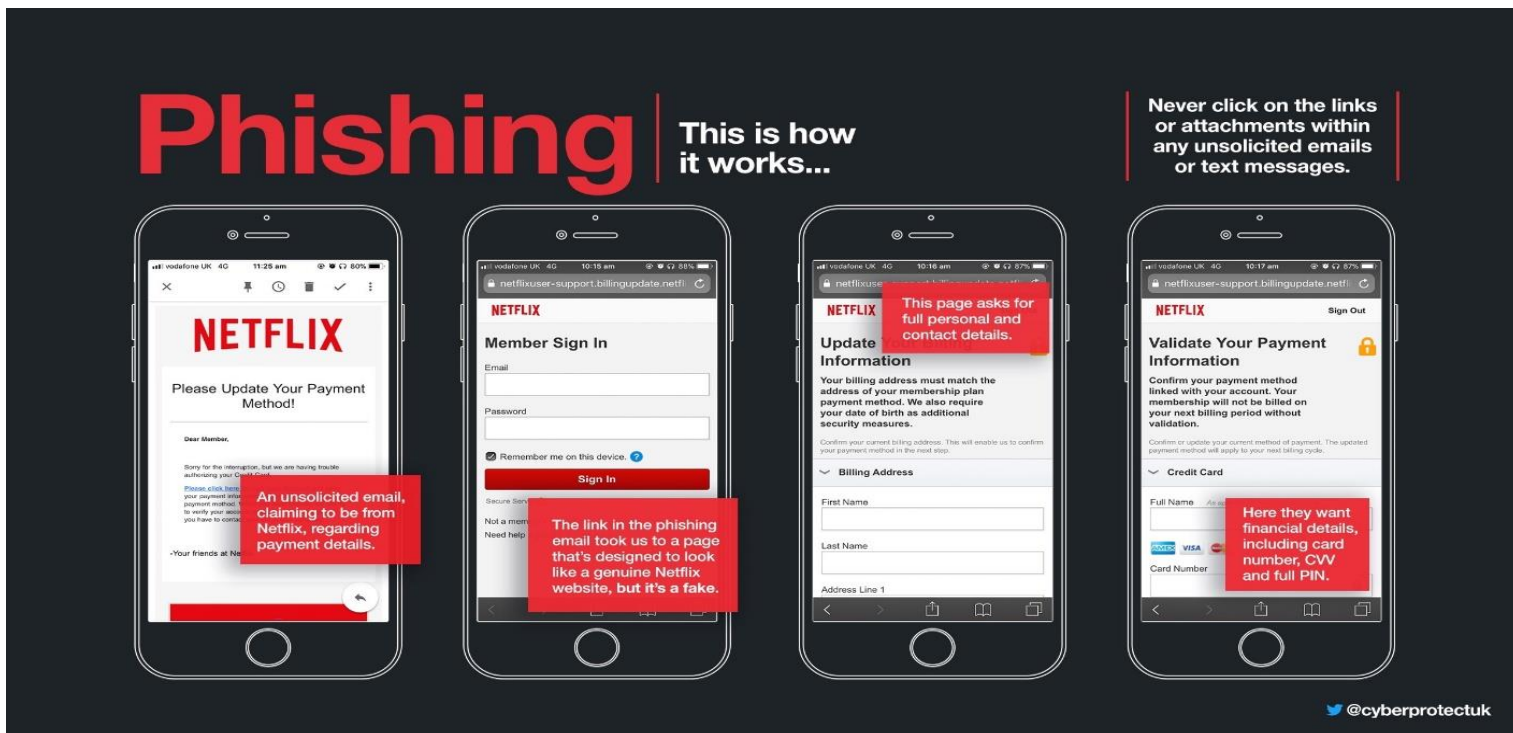 Phishing
This is how
it works...
Never click on the links
or attachments within
any unsolicited emails
or text messages.
vodafone UK 4G 11:25 am 80%
NETFLIX
Please Update Your Payment
Method!
Dear Member,
Sorry for the interruption, but we are having trouble
authorizing your Credit Card
Please click here
your payment
payment method.
to verify your
you have to contact
-Your friends at
An unsolicited email,
claiming to be from
Netflix, regarding
payment details.
vodafone UK 4G 10:15 am 88%
netflixuser-support.billingupdate.netfl
NETFLIX
Member Sign In
Email
Password
Remember me on this device. ?
Sign In
Secure
Not a
Need help
The link in the phishing
email took us to a page
that's designed to look
like a genuine Netflix
website, but it's a fake.
vodafone UK 4G 10:16 am 87%
NETFLIX
This page asks for
full personal and
contact details.
Update
Information
Your billing address must match the
address of your membership plan
payment method. We also require
your date of birth as additional
security measures.
Confirm your current billing address. This will enable us to confirm
your payment method in the next step.
Billing Address
First Name
Last Name
Address Line 1
vodafone UK 4G 10:17 am 87%
netflixuser-support.billingupdate.netfl
NETFLIX Sign Out
Validate Your Payment
Information
Confirm your payment method
linked with your account. Your
membership will not be billed on
your next billing period without
validation.
Confirm or update your current method of payment. The updated
payment method will apply to your next billing cycle.
Credit Card
Full Name
AMEX VISA
Card Number
Here they want
financial details,
including card
number, CVV
and full PIN.
@cyberprotectuk